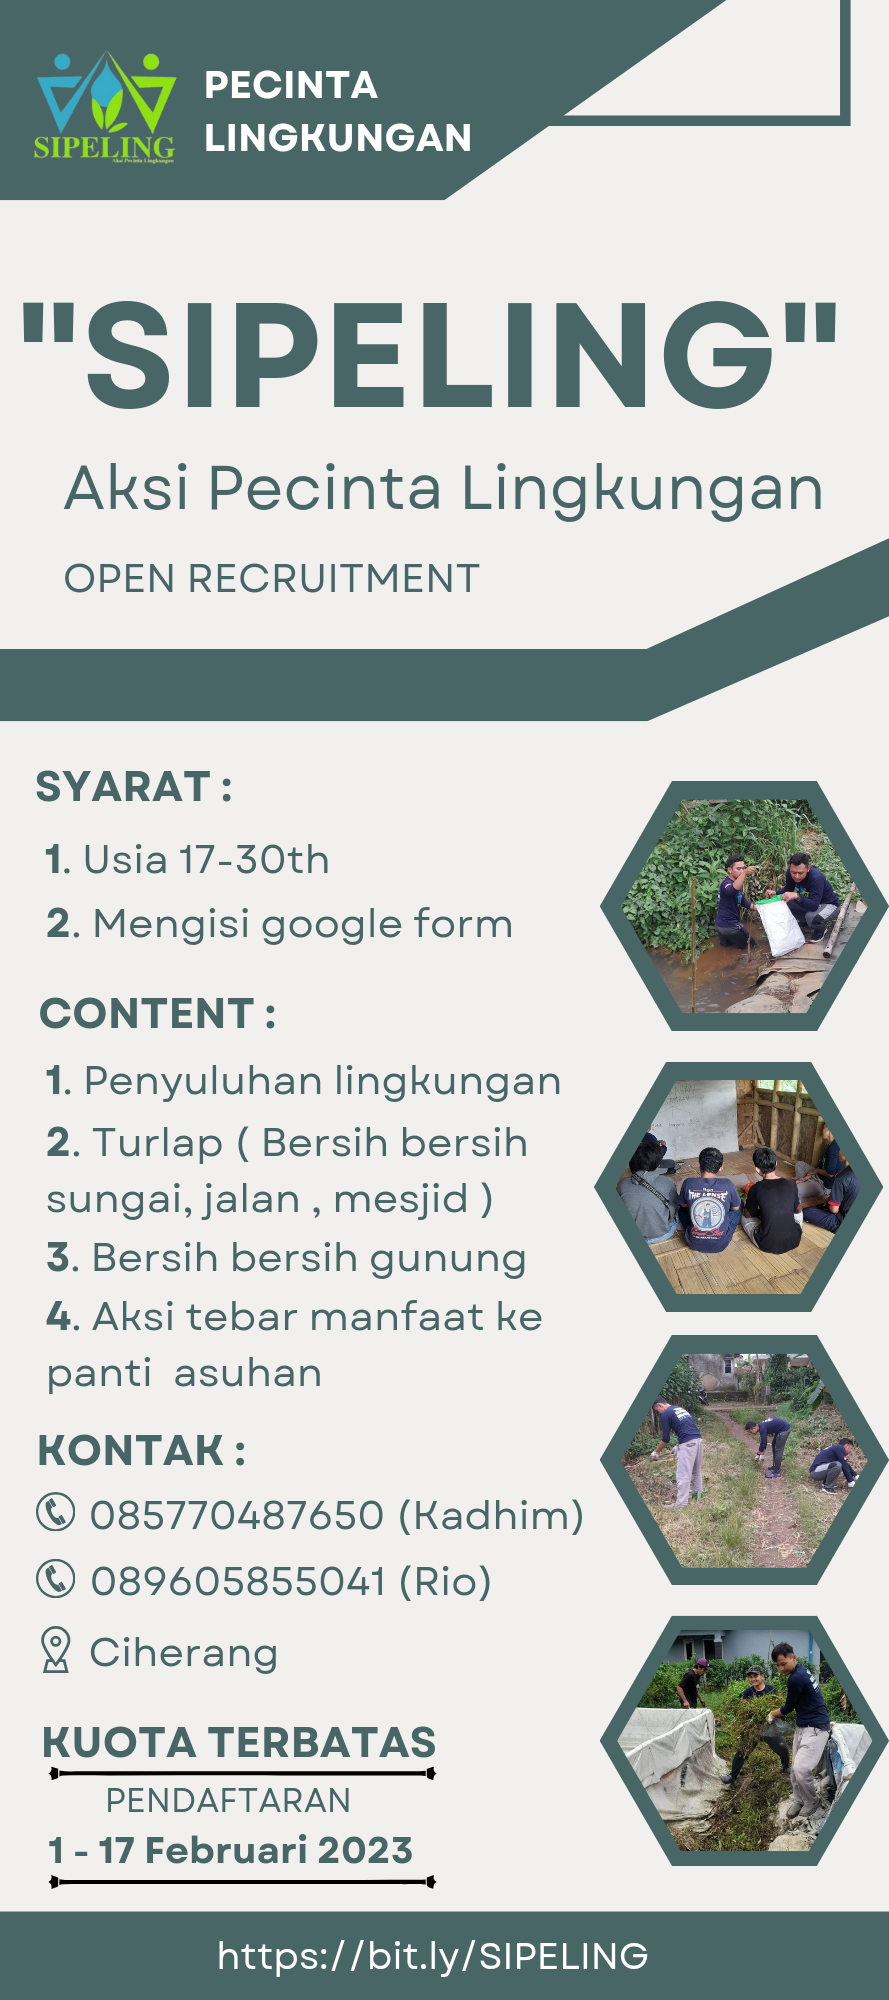 SIPELING
Aksi Pecinta Lingkungan
PECINTA
LINGKUNGAN
"SIPELING"
Aksi Pecinta Lingkungan
OPEN RECRUITMENT
SYARAT :
1. Usia 17-30th
2. Mengisi google form
CONTENT :
1. Penyuluhan lingkungan
2. Turlap ( Bersih bersih
sungai, jalan , mesjid )
3. Bersih bersih gunung
4. Aksi tebar manfaat ke
panti asuhan
KONTAK :
085770487650 (Kadhim)
089605855041 (Rio)
Ciherang
KUOTA TERBATAS
PENDAFTARAN
1 - 17 Februari 2023
https://bit.ly/SIPELING